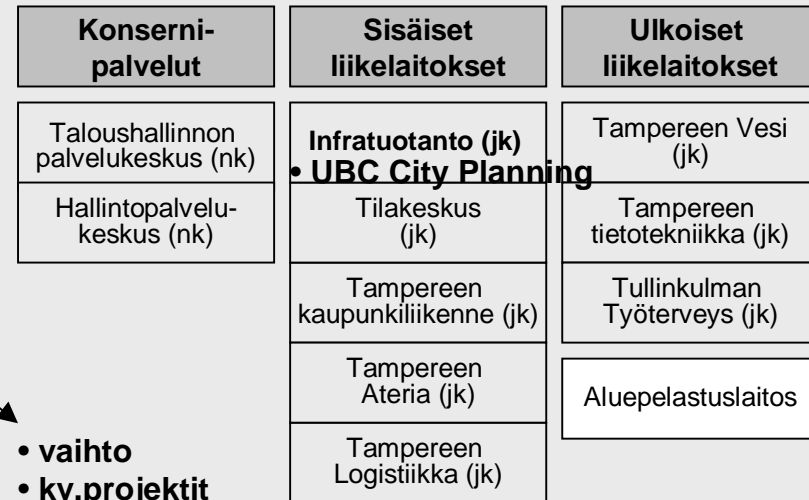 Konserni-
palvelut
Taloushallinnon
palvelukeskus (nk)
Hallintopalvelu-
keskus (nk)
Sisäiset
liikelaitokset
Infratuotanto (jk)
• UBC City Planning
Tilakeskus
(jk)
Tampereen
kaupunkiliikenne (jk)
Tampereen
Ateria (jk)
Tampereen
Logistiikka (jk)
Ulkoiset
liikelaitokset
Tampereen Vesi
(jk)
Tampereen
tietotekniikka (jk)
Tullinkulman
Työterveys (jk)
Aluepelastuslaitos
• vaihto
• kv.projektit